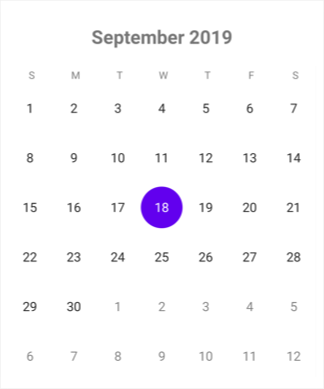 September 2019
S M T W T F S
1 2 3 4 5 6 7
8 9 10 11 12 13 14
15 16 17 18 19 20 21
22 23 24 25 26 27 28
29 30 1 2 3 4 5
6 7 8 9 10 11 12